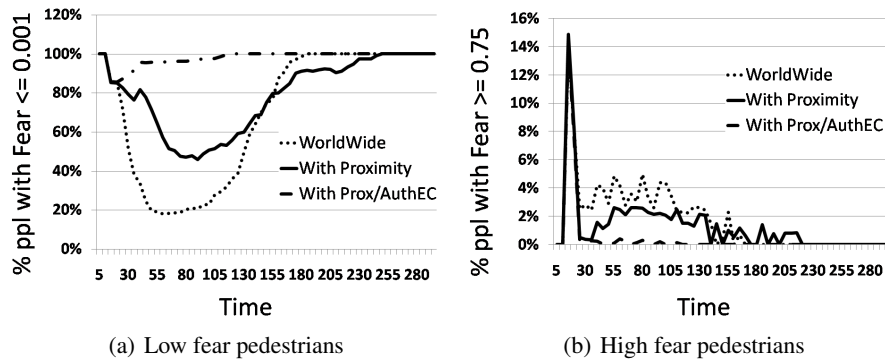 % ppl with Fear <= 0.001
120%
100%
80%
60%
40%
20%
0%
WorldWide
With Proximity
With Prox/AuthEC
5 30 55 80 105 130 155 180 205 230 255 280
Time
(a) Low fear pedestrians
% ppl with Fear >= 0.75
16%
14%
12%
10%
8%
6%
4%
2%
0%
WorldWide
With Proximity
With Prox/AuthEC
5 30 55 80 105 130 155 180 205 230 255 280
Time
(b) High fear pedestrians